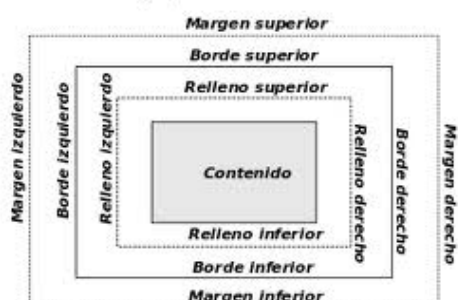 Margen superior
Borde superior
Relleno superior
Margen izquierdo
Borde izquierdo
Relleno izquierdo
Contenido
Relleno derecho
Borde derecho
Margen derecho
Relleno inferior
Borde inferior
Margen inferior